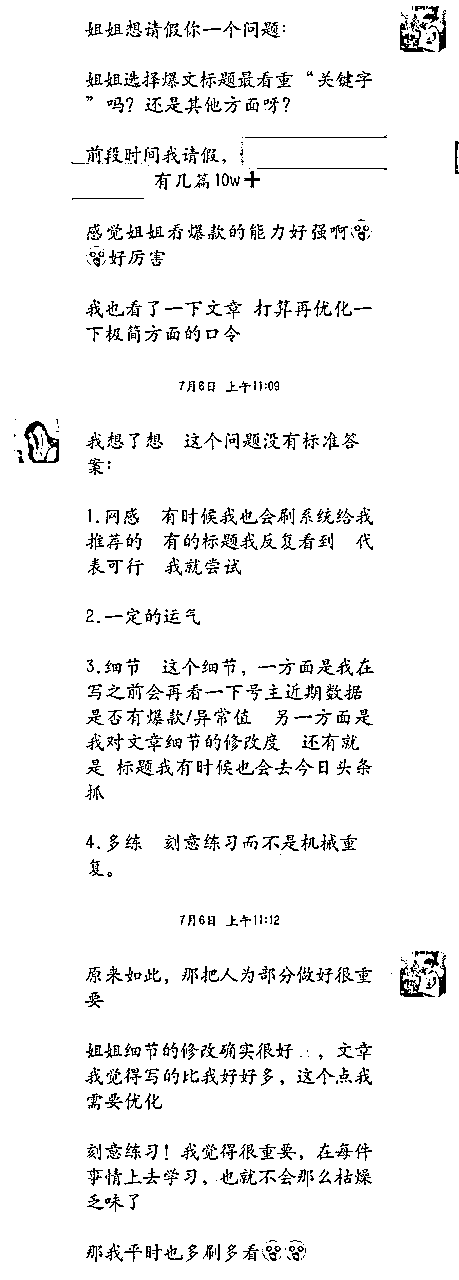 姐姐想请假你一个问题：
姐姐选择爆文标题最看重“关键字
”吗？还是其他方面呀？
前段时间我请假，
有几篇10w+
感觉姐姐看爆款的能力好强啊
好厉害
我也看了一下文章 打算再优化一
下极简方面的口令
7月6日 上午11:09
我想了想 这个问题没有标准答
案：
1.网感 有时候我也会刷系统给我
推荐的 有的标题我反复看到 代
表可行 我就尝试
2.一定的运气
3.细节 这个细节，一方面是我在
写之前会再看一下号主近期数据
是否有爆款/异常值 另一方面是
我对文章细节的修改度 还有就
是 标题我有时候也会去今日头条
抓
4.多练 刻意练习而不是机械重
复。
7月6日 上午11:12
原来如此，那把人为部分做好很重
要
姐姐细节的修改确实很好...，文章
我觉得写的比我好好多，这个点我
需要优化
刻意练习！我觉得很重要，在每件
事情上去学习，也就不会那么枯燥
乏味了
那我平时也多刷多看